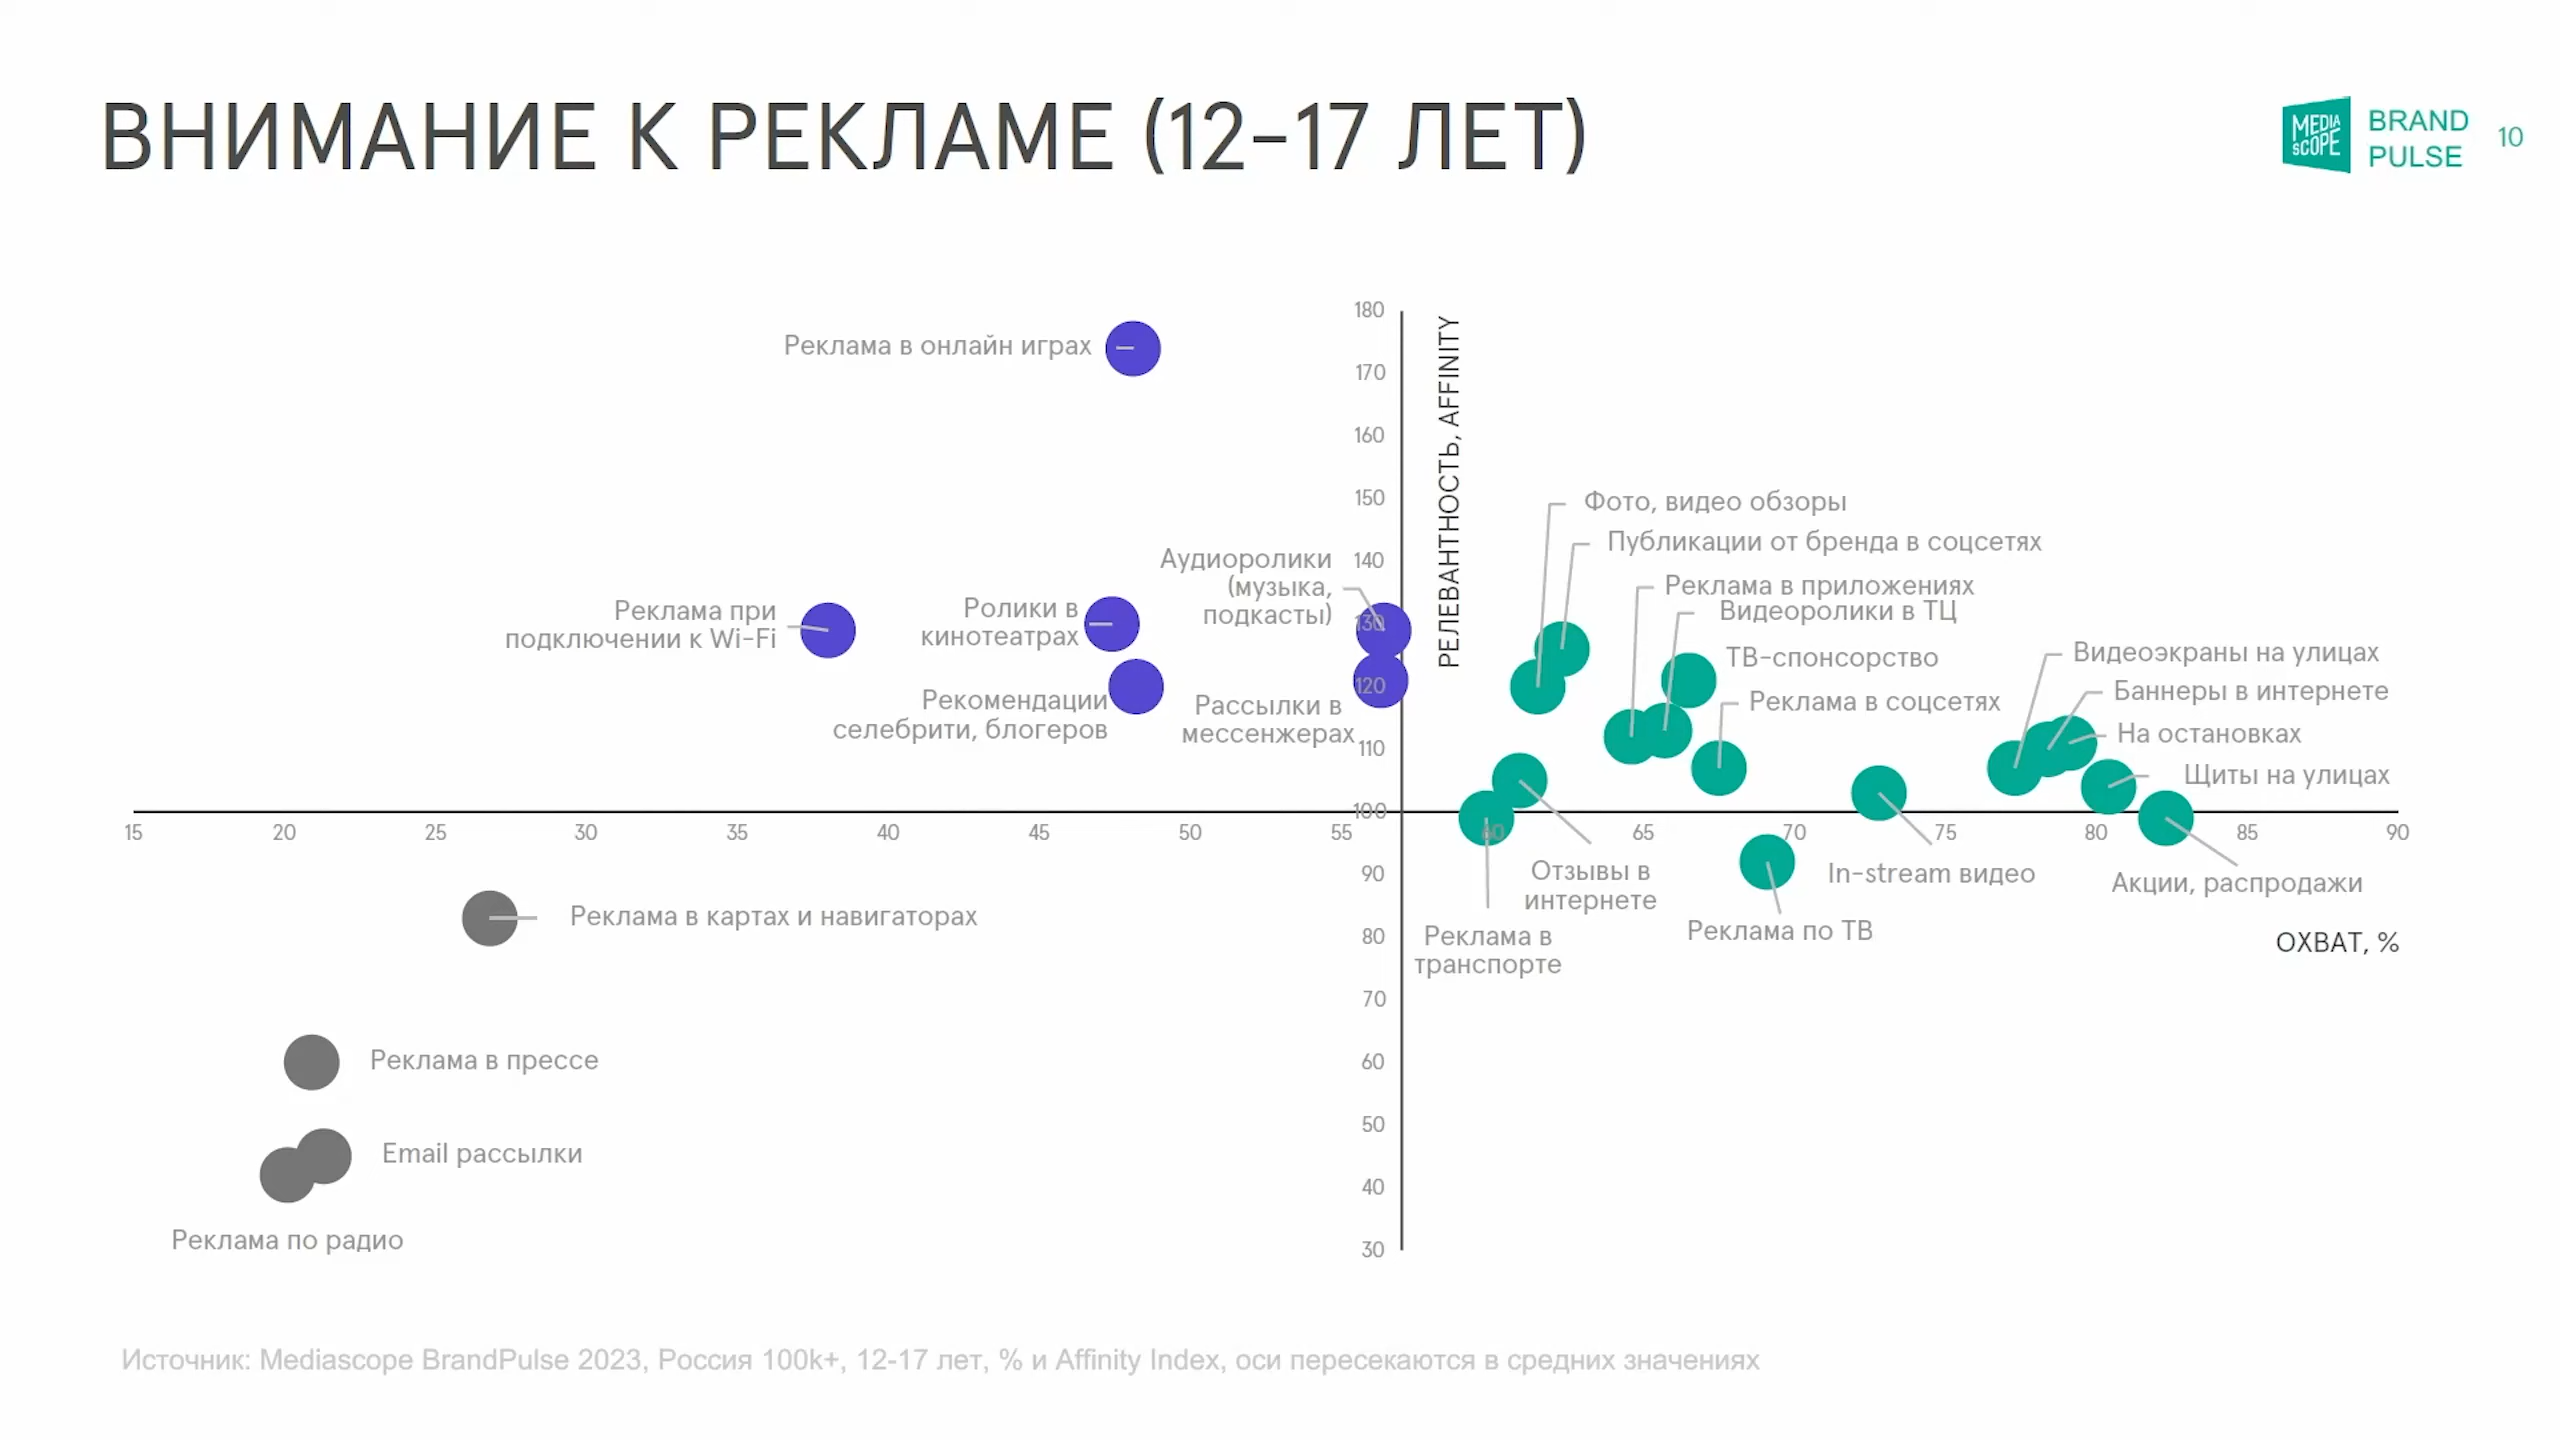 ВНИМАНИЕ К РЕКЛАМЕ (12–17 ЛЕТ)
MEDIA
SCOPE
BRAND
PULSE
10
180
170
160
150
140
130
120
110
100
90
80
70
60
50
40
30
РЕЛЕВАНТНОСТЬ, AFFINITY
Реклама в онлайн играх
Фото, видео обзоры
Публикации от бренда в соцсетях
Аудиоролики
(музыка,
подкасты)
Реклама в приложениях
Видеоролики в ТЦ
Реклама при
подключении к Wi-Fi
Ролики в
кинотеатрах
ТВ-спонсорство
Видеоэкраны на улицах
Рекомендации
селебрити, блогеров
Рассылки в
мессенжерах
Реклама в соцсетях
Баннеры в интернете
На остановках
Щиты на улицах
15
20
25
30
35
40
45
50
55
60
65
70
75
80
85
90
Отзывы в
интернете
In-stream видео
Акции, распродажи
Реклама в картах и навигаторах
Реклама в
транспорте
Реклама по ТВ
ОХВАТ, %
Реклама в прессе
Email рассылки
Реклама по радио
Источник: Mediascope BrandPulse 2023, Россия 100k+, 12-17 лет, % и Affinity Index, оси пересекаются в средних значениях